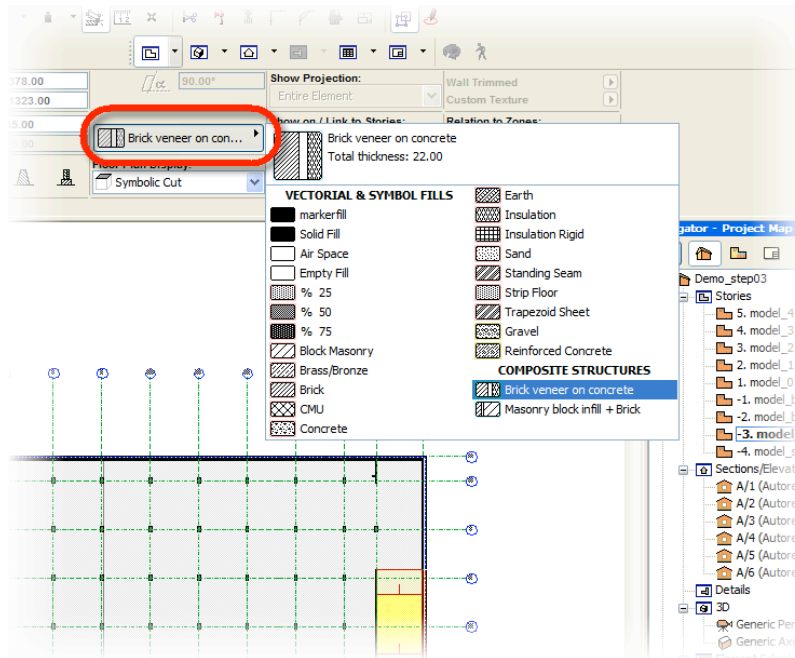 378.00
90.00°
Show Projection:
Wall Trimmed
1323.00
Entire Element
Custom Texture
5.00
Show on / Link to Stories:
Relation to Zones:
Brick veneer on con...
Brick veneer on concrete
Total thickness: 22.00
Floor Plan Display:
Symbolic Cut
VECTORIAL & SYMBOL FILLS
markerfill
Solid Fill
Air Space
Empty Fill
% 25
% 50
% 75
Block Masonry
Brass/Bronze
Brick
CMU
Concrete
Earth
Insulation
Insulation Rigid
Sand
Standing Seam
Strip Floor
Trapezoid Sheet
Gravel
Reinforced Concrete
COMPOSITE STRUCTURES
Brick veneer on concrete
Masonry block infill + Brick
gator - Project Map
Demo_step03
Stories
5. model_4
4. model_3
3. model_2
2. model_1
1. model_0
-1. model_b
-2. model_b
-3. model
-4. model_s
Sections/Elevat
A/1 (Autore
A/2 (Autore
A/3 (Autore
A/4 (Autore
A/5 (Autore
A/6 (Autore
Details
3D
Generic Per
Generic Axo